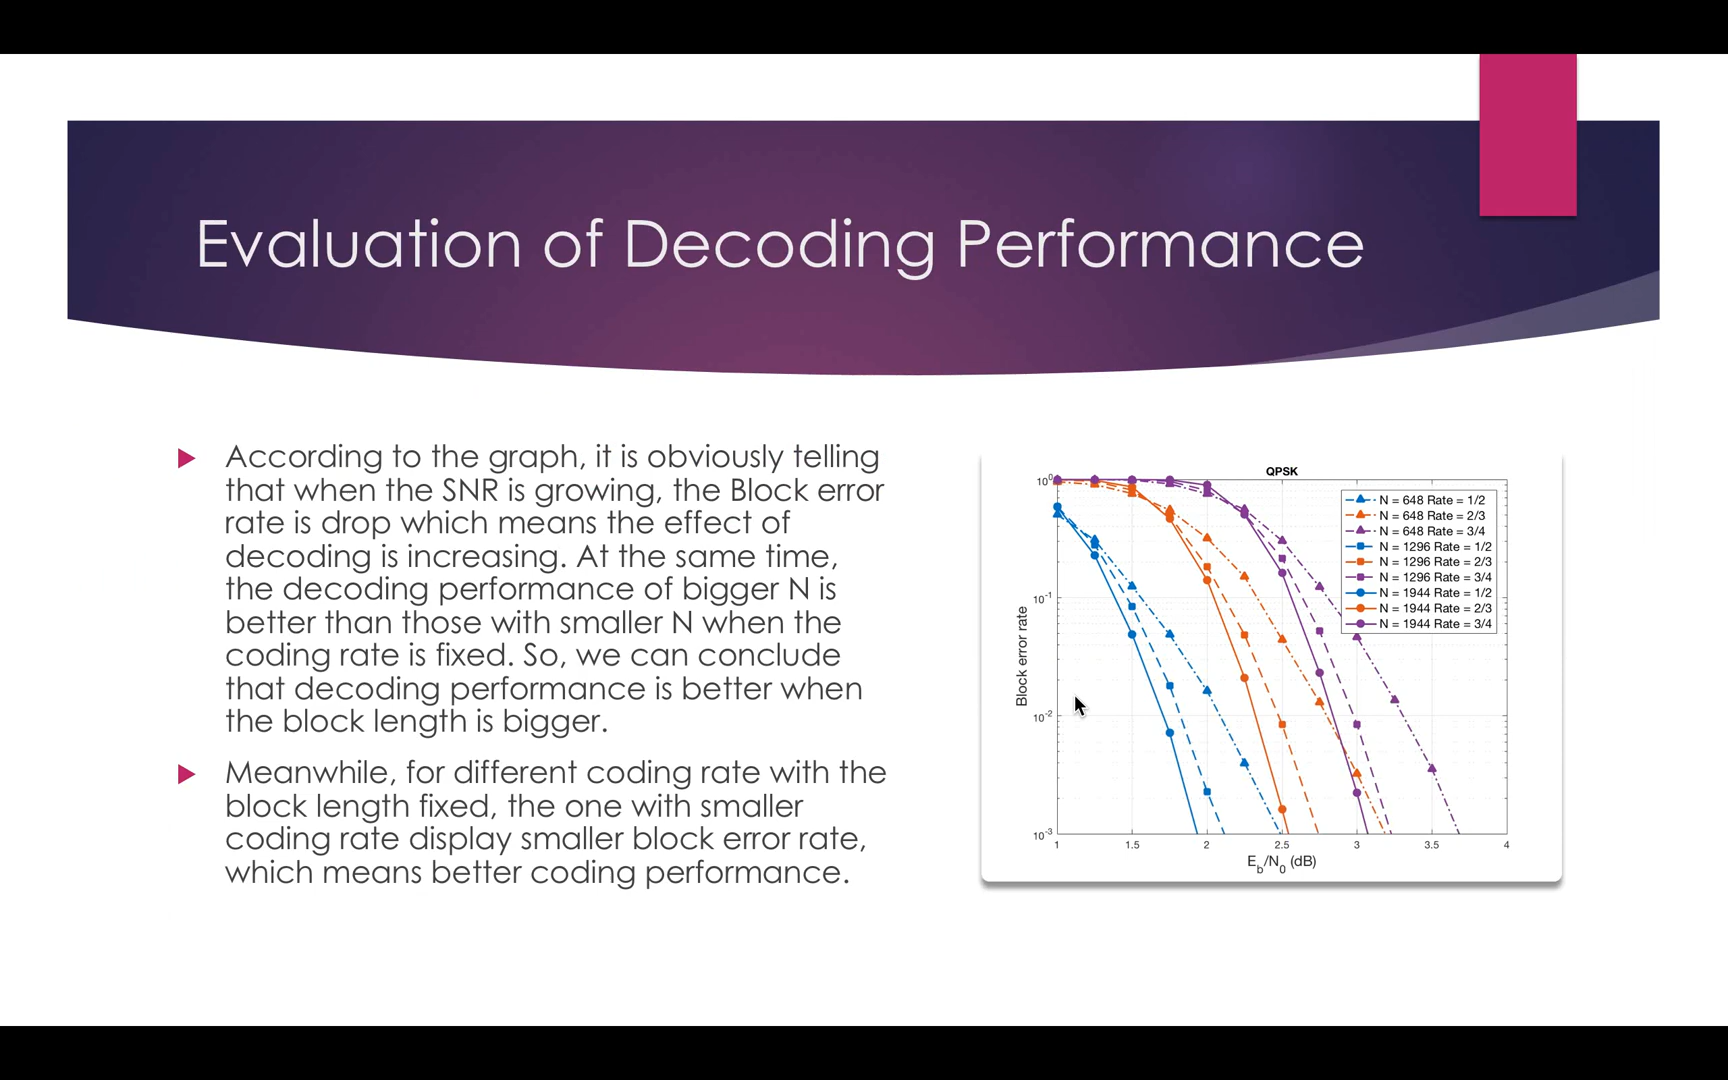 Evaluation of Decoding Performance
According to the graph, it is obviously telling
that when the SNR is growing, the Block error
rate is drop which means the effect of
decoding is increasing. At the same time,
the decoding performance of bigger N is
better than those with smaller N when the
coding rate is fixed. So, we can conclude
that decoding performance is better when
the block length is bigger.
Meanwhile, for different coding rate with the
block length fixed, the one with smaller
coding rate display smaller block error rate,
which means better coding performance.
QPSK
10^0
10^-1
10^-2
10^-3
Block error rate
N = 648 Rate = 1/2
N = 648 Rate = 2/3
N = 648 Rate = 3/4
N = 1296 Rate = 1/2
N = 1296 Rate = 2/3
N = 1296 Rate = 3/4
N = 1944 Rate = 1/2
N = 1944 Rate = 2/3
N = 1944 Rate = 3/4
1 1.5 2 2.5 3 3.5 4
E_b/N_0 (dB)